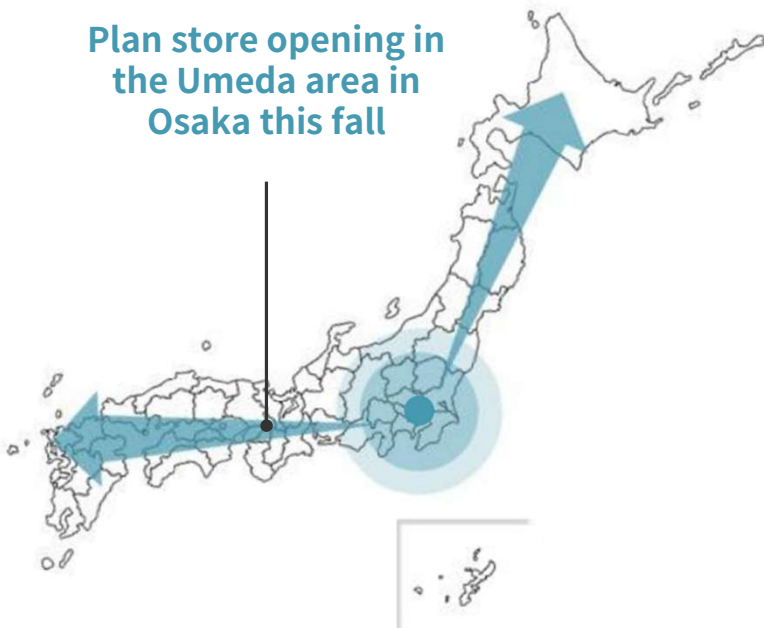 Plan store opening in
the Umeda area in
Osaka this fall